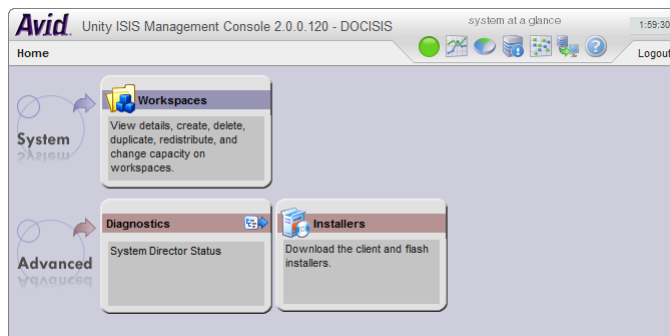 Avid Unity ISIS Management Console 2.0.0.120 - DOCISIS
system at a glance
1:59:30
Home
Logout
System
Workspaces
View details, create, delete,
duplicate, redistribute, and
change capacity on
workspaces.
Advanced
Diagnostics
System Director Status
Installers
Download the client and flash
installers.